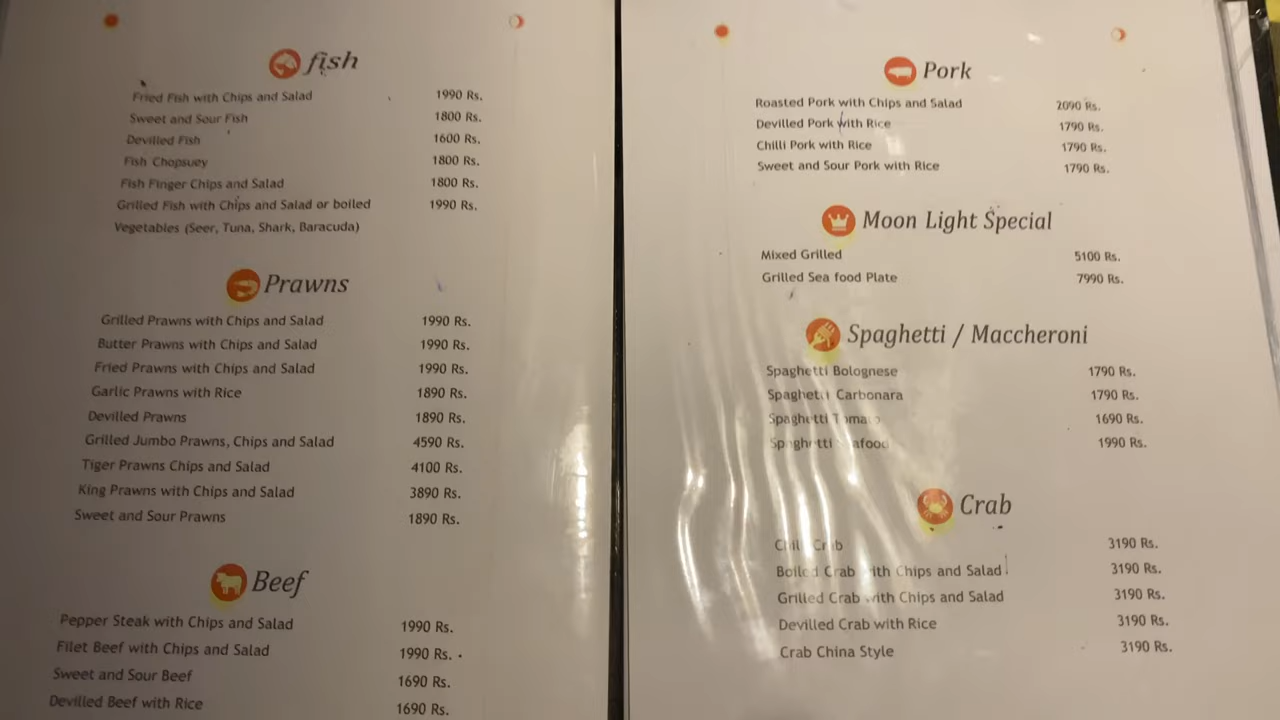 fish
Fried Fish with Chips and Salad 1990 Rs.
Sweet and Sour Fish 1800 Rs.
Devilled Fish 1600 Rs.
Fish Chopsuey 1800 Rs.
Fish Finger Chips and Salad 1800 Rs.
Grilled Fish with Chips and Salad or boiled 1990 Rs.
Vegetables (Seer, Tuna, Shark, Baracuda)
Prawns
Grilled Prawns with Chips and Salad 1990 Rs.
Butter Prawns with Chips and Salad 1990 Rs.
Fried Prawns with Chips and Salad 1990 Rs.
Garlic Prawns with Rice 1890 Rs.
Devilled Prawns 1890 Rs.
Grilled Jumbo Prawns, Chips and Salad 4590 Rs.
Tiger Prawns Chips and Salad 4100 Rs.
King Prawns with Chips and Salad 3890 Rs.
Sweet and Sour Prawns 1890 Rs.
Beef
Pepper Steak with Chips and Salad 1990 Rs.
Filet Beef with Chips and Salad 1990 Rs.
Sweet and Sour Beef 1690 Rs.
Devilled Beef with Rice 1690 Rs.
Pork
Roasted Pork with Chips and Salad 2090 Rs.
Devilled Pork with Rice 1790 Rs.
Chilli Pork with Rice 1790 Rs.
Sweet and Sour Pork with Rice 1790 Rs.
Moon Light Special
Mixed Grilled 5100 Rs.
Grilled Sea food Plate 7990 Rs.
Spaghetti / Maccheroni
Spaghetti Bolognese 1790 Rs.
Spaghetti Carbonara 1790 Rs.
Spaghetti Tomato 1690 Rs.
Spaghetti 1990 Rs.
Crab
Crab 3190 Rs.
Boiled Crab with Chips and Salad 3190 Rs.
Grilled Crab with Chips and Salad 3190 Rs.
Devilled Crab with Rice 3190 Rs.
Crab China Style 3190 Rs.